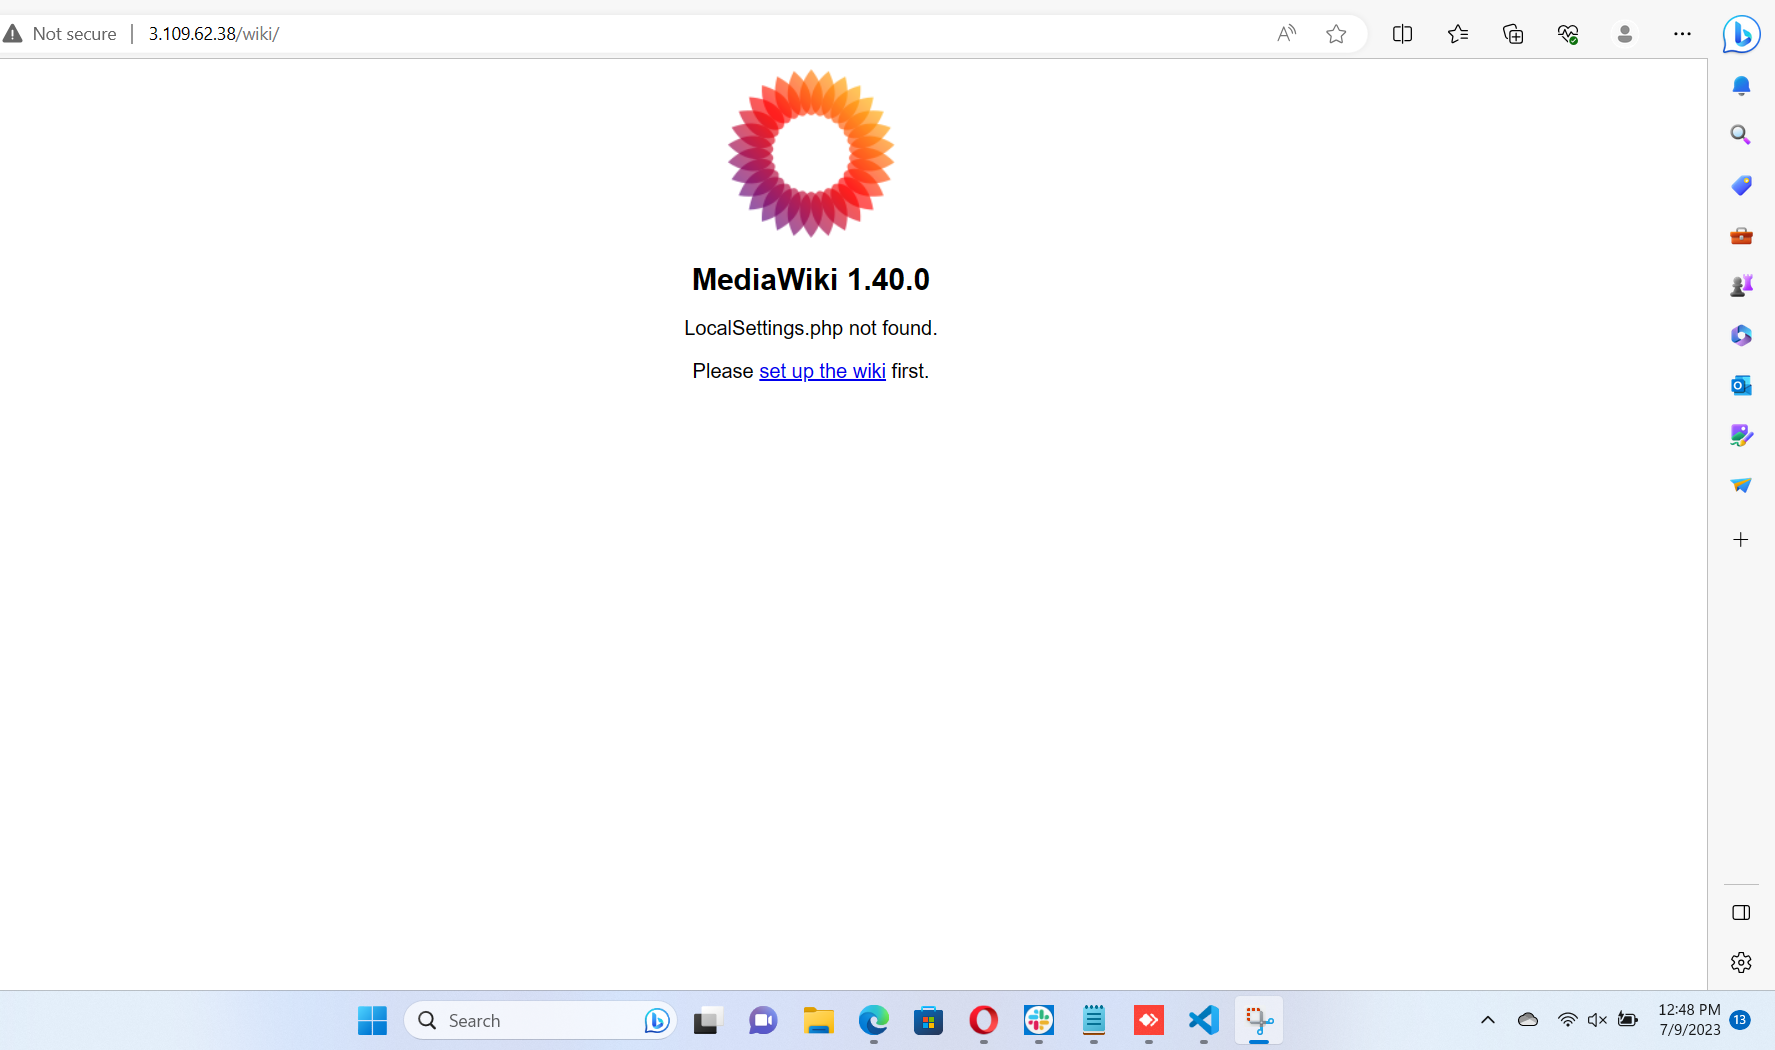 Not secure | 3.109.62.38/wiki/
MediaWiki 1.40.0
LocalSettings.php not found.
Please set up the wiki first.
Search
12:48 PM
7/9/2023
13